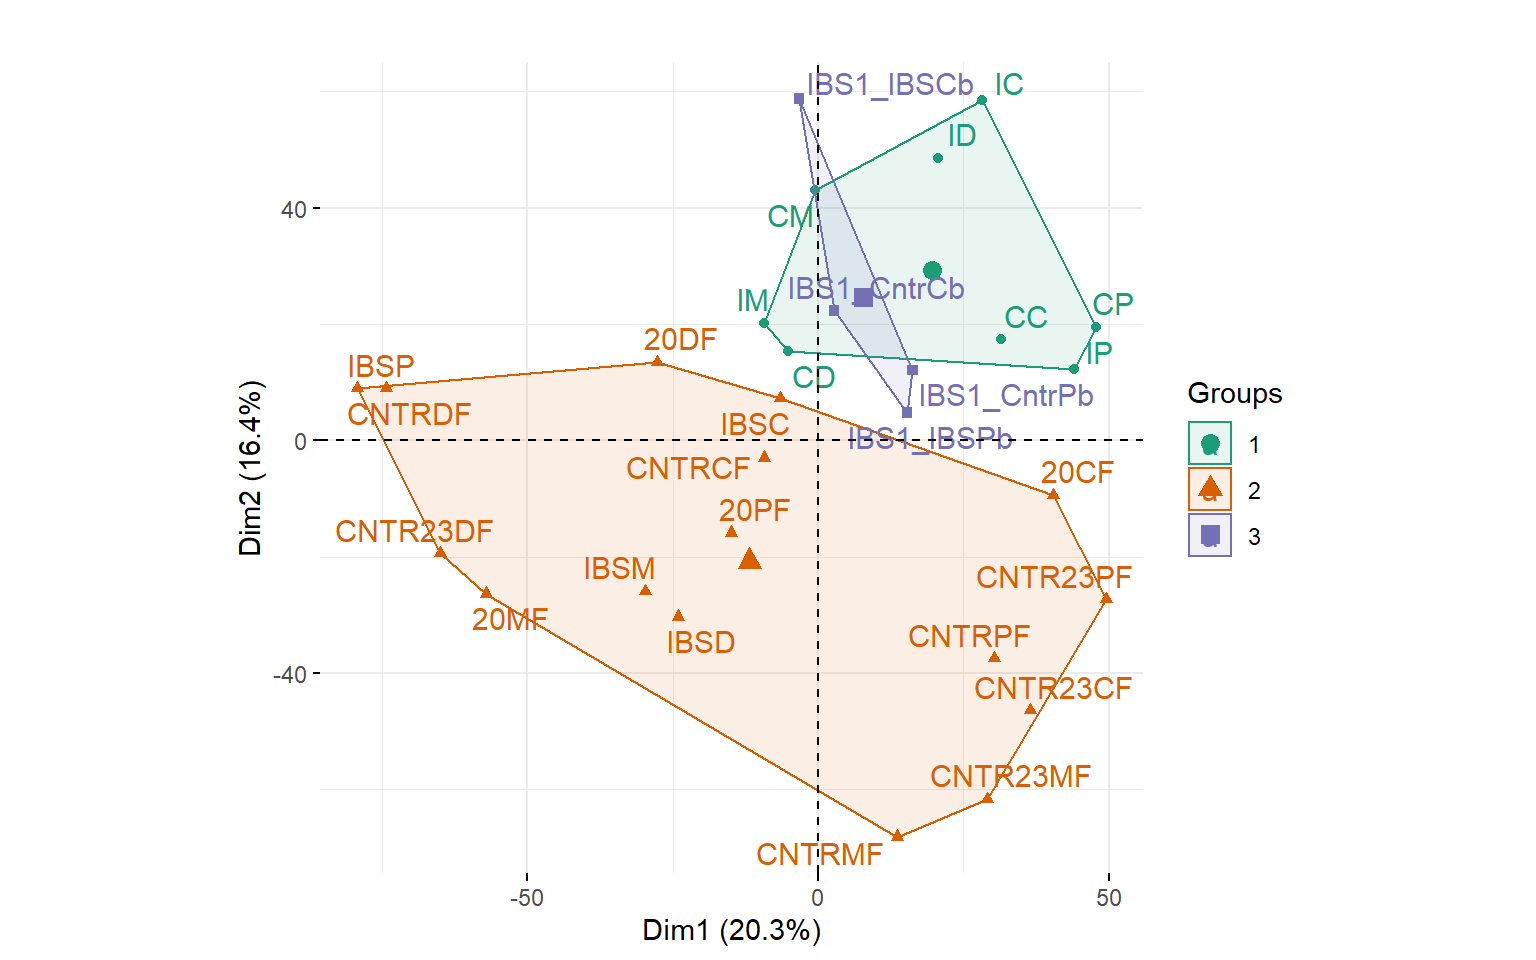 IBS1_IBSCb
IC
ID
40
CM
IBS1_CntrCb
IM
CP
CC
20DF
IP
IBSP
CD
IBS1_CntrPb
CNTRDF
IBSC
Groups
1
2
3
0
IBS1_IBSPb
CNTRCF
20CF
20PF
CNTR23DF
IBSM
CNTR23PF
20MF
CNTRPF
IBSD
-40
CNTR23CF
CNTR23MF
CNTRMF
-50
0
50
Dim1 (20.3%)
Dim2 (16.4%)